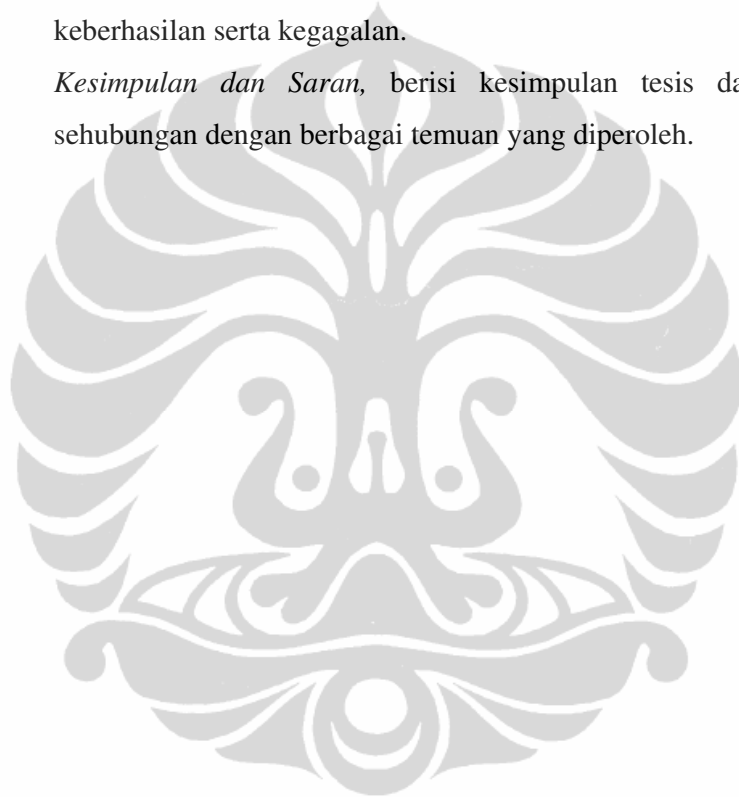 keberhasilan serta kegagalan.
Kesimpulan dan Saran, berisi kesimpulan tesis da
sehubungan dengan berbagai temuan yang diperoleh.